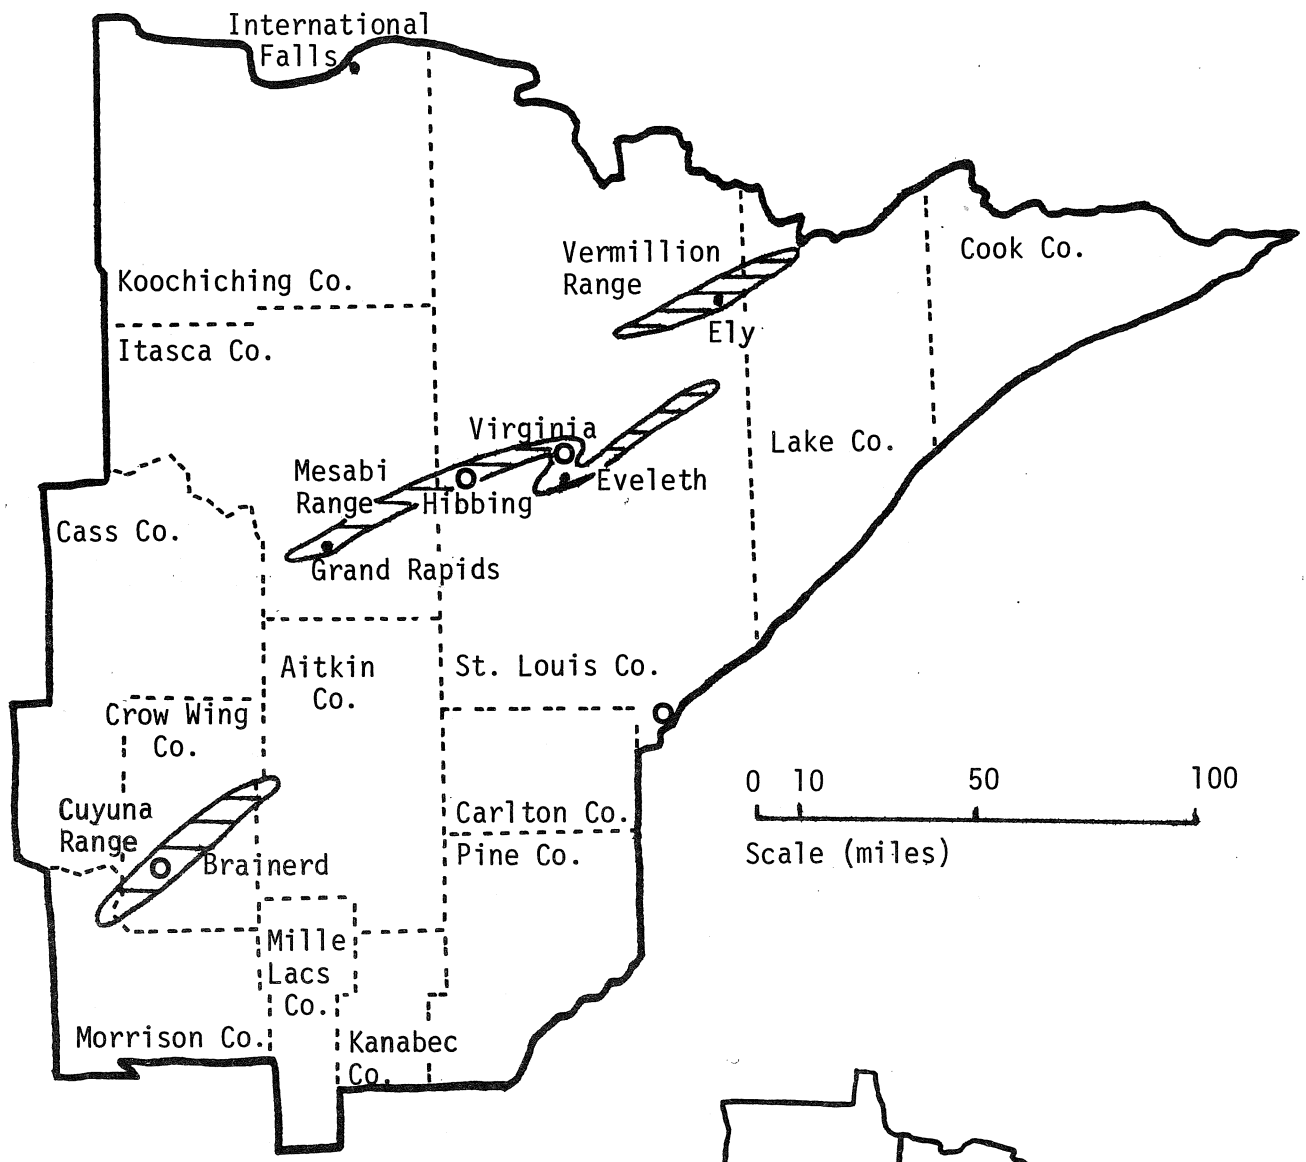 International
Falls
Koochiching Co.
Itasca Co.
Vermillion
Range
Ely
Cook Co.
Virginia
Lake Co.
Mesabi
Range
Hibbing
Eveleth
Cass Co.
Grand Rapids
Aitkin
Co.
St. Louis Co.
Crow Wing
Co.
0 10 50 100
Scale (miles)
Cuyuna
Range
Brainerd
Carlton Co.
Pine Co.
Mille
Lacs
Co.
Morrison Co.
Kanabec
Co.